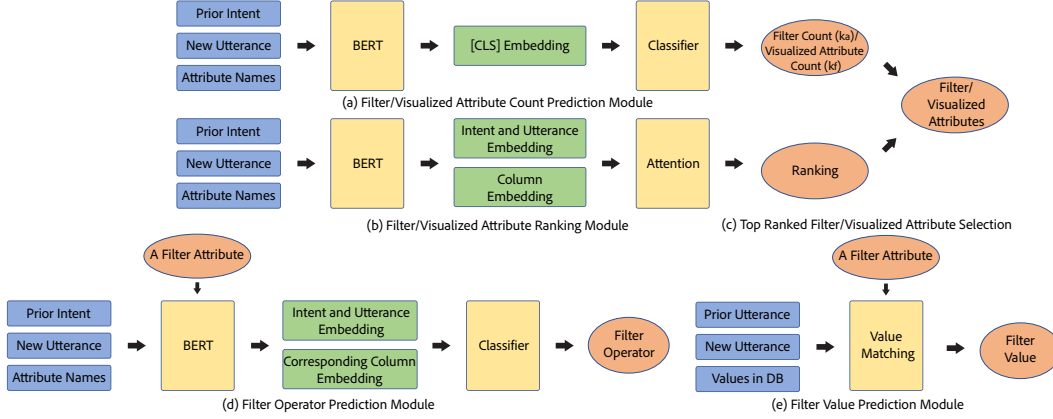 Prior Intent
New Utterance
Attribute Names
BERT
[CLS] Embedding
Classifier
Filter Count (ka)/
Visualized Attribute
Count (kf)
(a) Filter/Visualized Attribute Count Prediction Module
Filter/
Visualized
Attributes
Prior Intent
New Utterance
Attribute Names
BERT
Intent and Utterance
Embedding
Column
Embedding
Attention
Ranking
(b) Filter/Visualized Attribute Ranking Module
(c) Top Ranked Filter/Visualized Attribute Selection
A Filter Attribute
Prior Intent
New Utterance
Attribute Names
BERT
Intent and Utterance
Embedding
Corresponding Column
Embedding
Classifier
Filter
Operator
(d) Filter Operator Prediction Module
A Filter Attribute
Prior Utterance
New Utterance
Values in DB
Value
Matching
Filter
Value
(e) Filter Value Prediction Module